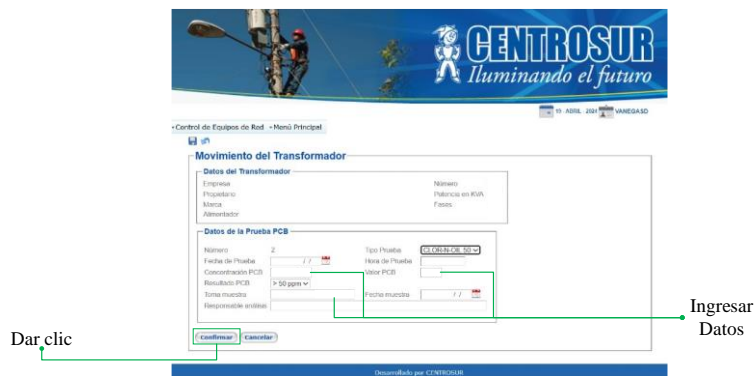 CENTROSUR
Iluminando el futuro
19 - ABRIL - 2021 VANEGASD
Control de Equipos de Red Menú Principal
Movimiento del Transformador
Datos del Transformador
Empresa Número
Propietario Potencia en KVA
Marca Fases
Alimentador
Datos de la Prueba PCB
Número 2 Tipo Prueba CLOR-N-OIL 50
Fecha de Prueba / / Hora de Prueba
Concentración PCB Valor PCB
Resultado PCB > 50 ppm
Toma muestra Fecha muestra / /
Responsable análisis
Ingresar
Datos
Dar clic
Confirmar Cancelar
Desarrollado por CENTROSUR